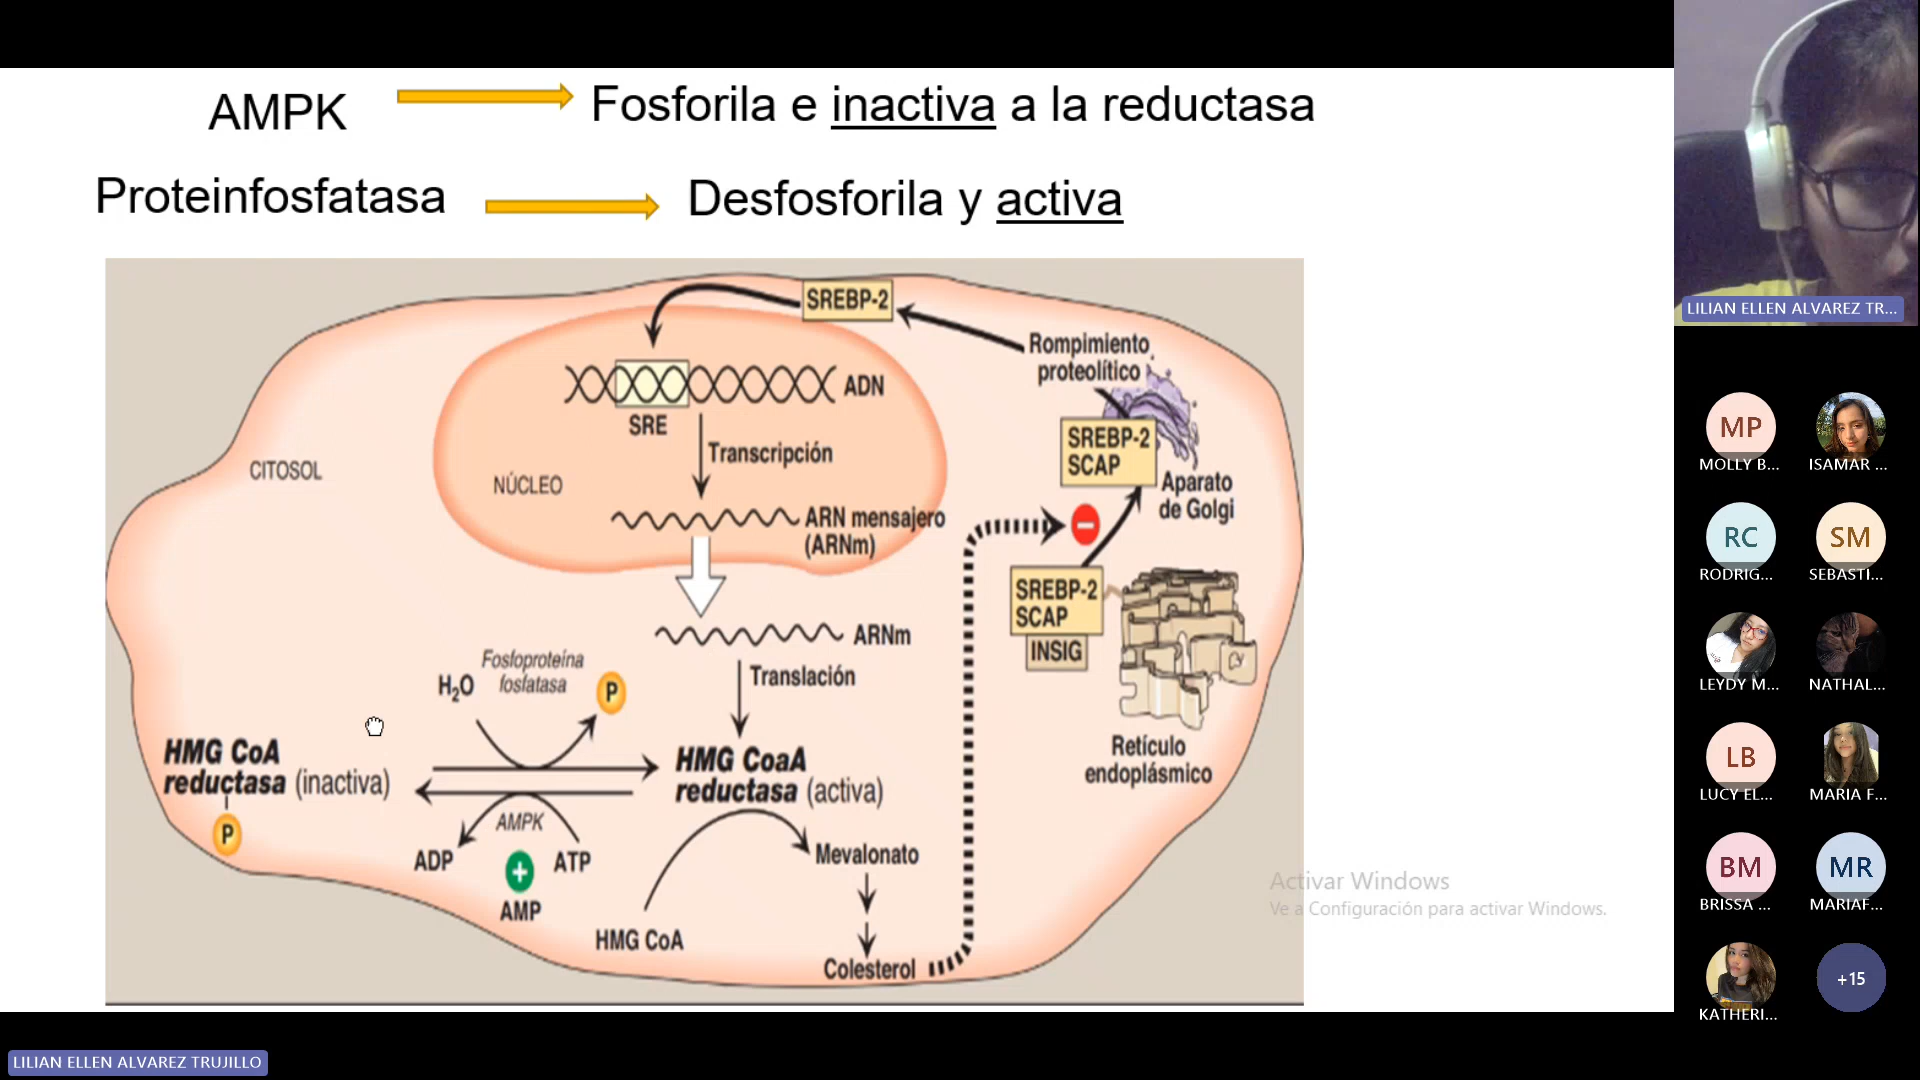 AMPK
Fosforila e inactiva a la reductasa
Proteinfosfatasa
Desfosforila y activa
SREBP-2
Rompimiento
proteolítico
ADN
SRE
SREBP-2
SCAP
Transcripción
CITOSOL
NÚCLEO
Aparato
de Golgi
ARN mensajero
(ARNm)
SREBP-2
SCAP
INSIG
ARNm
Fosfoproteína
fosfatasa
H₂O
P
Translación
Retículo
endoplásmico
HMG CoA
reductasa (inactiva)
P
HMG CoaA
reductasa (activa)
AMPK
ADP
ATP
+
AMP
Mevalonato
HMG CoA
Colesterol
Activar Windows
Ve a Configuración para activar Windows.
LILIAN ELLEN ALVAREZ TR...
MP
MOLLY B...
ISAMAR ...
RC
RODRIG...
SM
SEBASTI...
LEYDY M...
NATHAL...
LB
LUCY EL...
MARIA F...
BM
BRISSA ...
MR
MARIAF...
KATHERI...
+15
LILIAN ELLEN ALVAREZ TRUJILLO